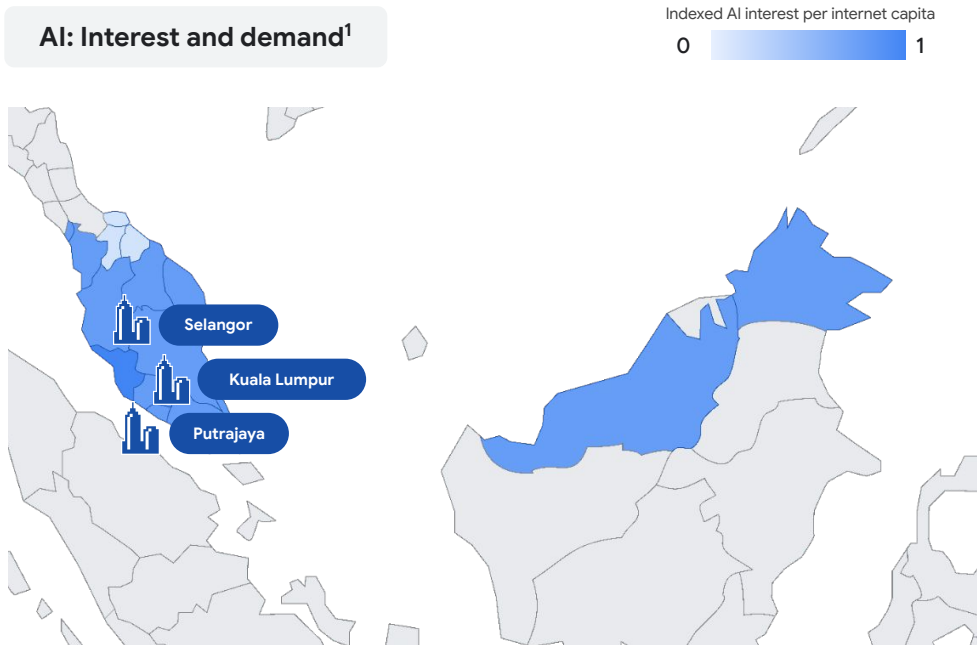 AI: Interest and demand¹
Indexed AI interest per internet capita
0 1
Selangor
Kuala Lumpur
Putrajaya